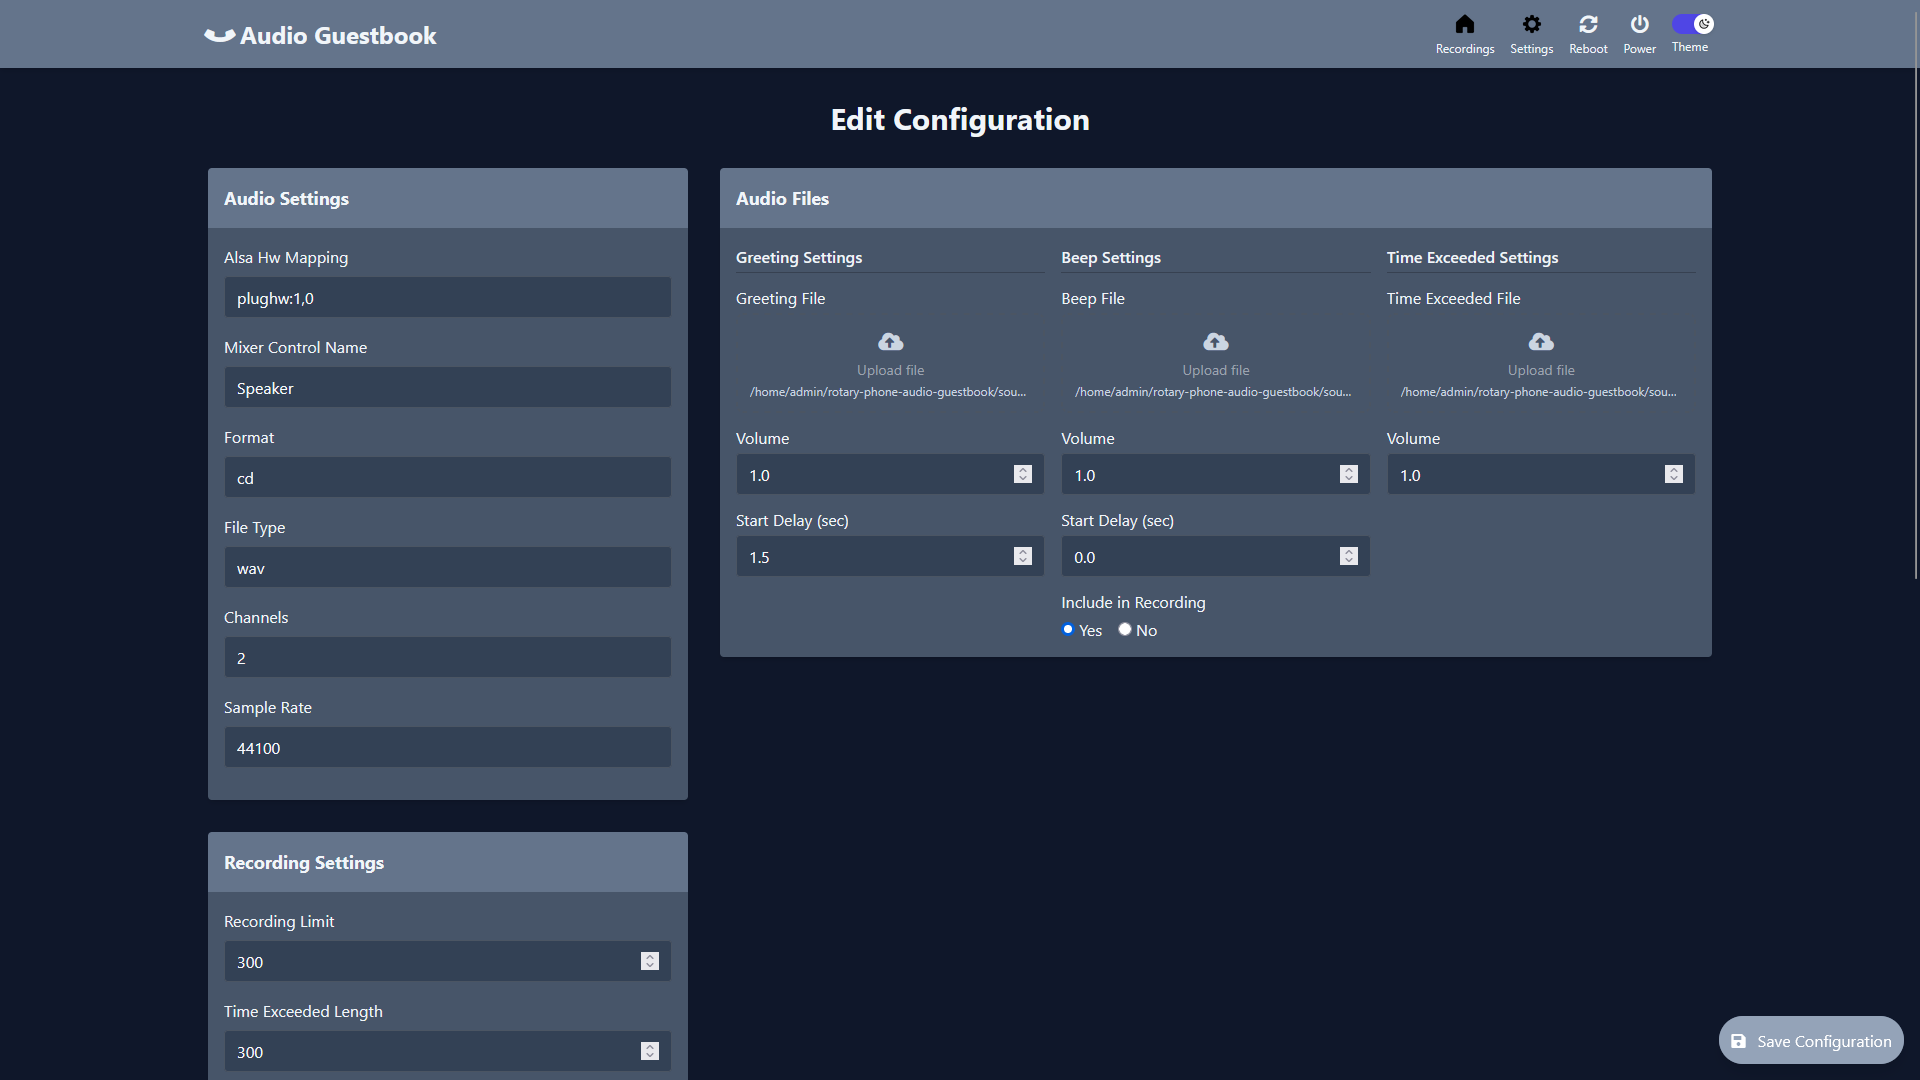 Audio Guestbook
Recordings
Settings
Reboot
Power
Theme
Edit Configuration
Audio Settings
Alsa Hw Mapping
plughw:1,0
Mixer Control Name
Speaker
Format
cd
File Type
wav
Channels
2
Sample Rate
44100
Recording Settings
Recording Limit
300
Time Exceeded Length
300
Audio Files
Greeting Settings
Greeting File
Upload file
/home/admin/rotary-phone-audio-guestbook/sou...
Volume
1.0
Start Delay (sec)
1.5
Beep Settings
Beep File
Upload file
/home/admin/rotary-phone-audio-guestbook/sou...
Volume
1.0
Start Delay (sec)
0.0
Include in Recording
Yes No
Time Exceeded Settings
Time Exceeded File
Upload file
/home/admin/rotary-phone-audio-guestbook/sou...
Volume
1.0
Save Configuration